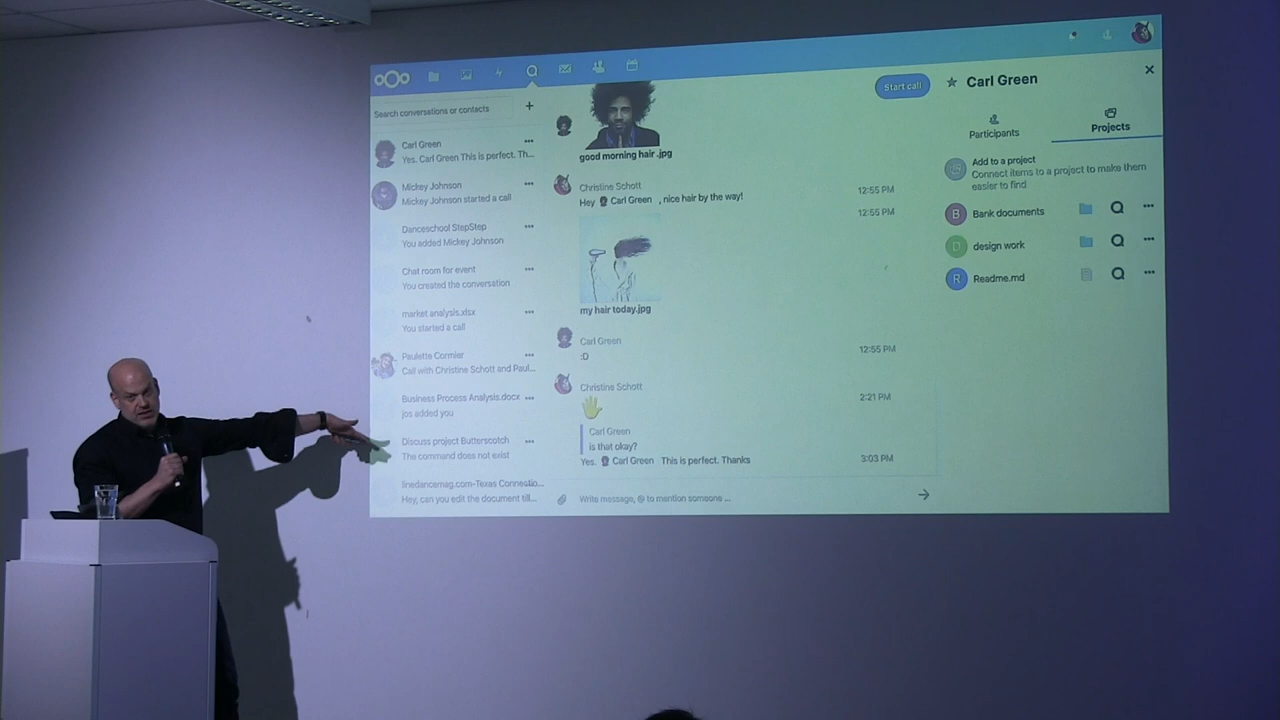 Search conversations or contacts
+
Carl Green
Yes. Carl Green This is perfect. Th...
Mickey Johnson
Mickey Johnson started a call
Danceschool StepStep
You added Mickey Johnson
Chat room for event
You created the conversation
market analysis.xlsx
You started a call
Paulette Cormier
Call with Christine Schott and Paul...
Business Process Analysis.docx
jos added you
Discuss project Butterscotch
The command does not exist
linedancemag.com-Texas Connectio...
Hey, can you edit the document till...
good morning hair .jpg
Christine Schott
12:55 PM
Hey Carl Green , nice hair by the way!
12:55 PM
my hair today.jpg
Carl Green
12:55 PM
:D
Christine Schott
2:21 PM
Carl Green
is that okay?
Yes. Carl Green This is perfect. Thanks
3:03 PM
Write message, @ to mention someone ...
Start call
Carl Green
Participants
Projects
Add to a project
Connect items to a project to make them
easier to find
B Bank documents
D design work
R Readme.md